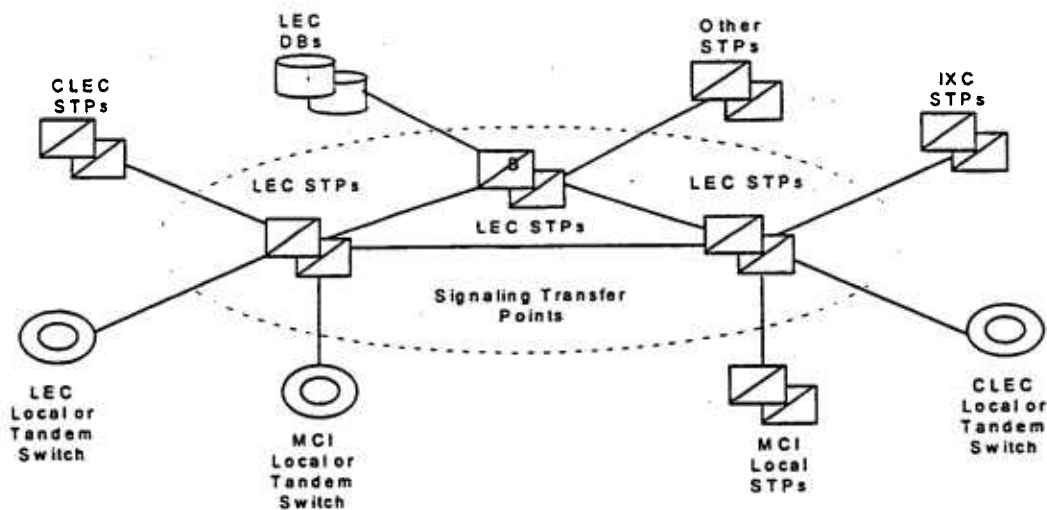 LEC
DBs
Other
STPs
CLEC
STPs
IXC
STPs
B
LEC STPs
LEC STPs
LEC STPs
Signaling Transfer
Points
LEC
Local or
Tandem
Switch
MCI
Local or
Tandem
Switch
MCI
Local
STPs
CLEC
Local or
Tandem
Switch